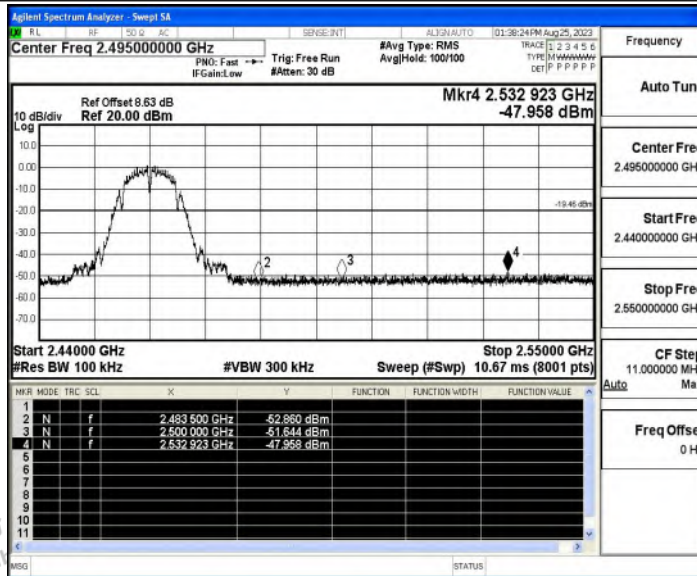 Agilent Spectrum Analyzer - Swept SA
RL RF 50 Ω AC SENSE:INT ALIGNAUTO 01:38:24 PM Aug 25, 2023
Center Freq 2.495000000 GHz
PNO: Fast
IFGain:Low
Trig: Free Run
#Atten: 30 dB
#Avg Type: RMS
Avg|Hold: 100/100
TRACE 1 2 3 4 5 6
TYPE MWWWWW
DET P P P P P P
Ref Offset 8.63 dB
10 dB/div Ref 20.00 dBm
Log
Mkr4 2.532 923 GHz
-47.958 dBm
10.0
0.00
-10.0
-20.0
-30.0
-40.0
-50.0
-60.0
-70.0
-19.46 dBm
2
3
4
Start 2.44000 GHz Stop 2.55000 GHz
#Res BW 100 kHz #VBW 300 kHz Sweep (#Swp) 10.67 ms (8001 pts)
MKR MODE TRC SCL X Y FUNCTION FUNCTION WIDTH FUNCTION VALUE
1
2 N f 2.483 500 GHz -52.860 dBm
3 N f 2.500 000 GHz -51.644 dBm
4 N f 2.532 923 GHz -47.958 dBm
5
6
7
8
9
10
11
MSG STATUS
Frequency
Auto Tun
Center Fre
2.495000000 GH
Start Fre
2.440000000 GH
Stop Fre
2.550000000 GH
CF Ste
11.000000 MH
Auto Ma
Freq Offse
0 H